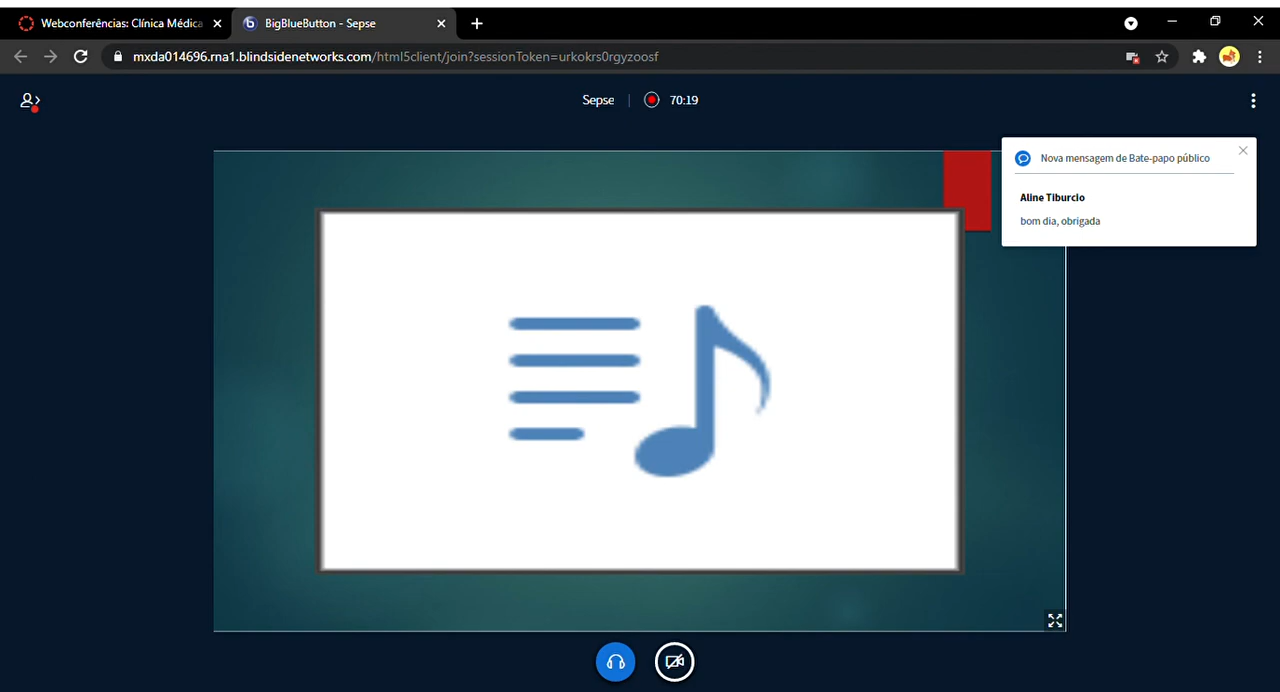 Webconferências: Clínica Médica
BigBlueButton - Sepse
mxda014696.rna1.blindsidenetworks.com/html5client/join?sessionToken=urkokrs0rgyzoosf
Sepse
70:19
Nova mensagem de Bate-papo público
Aline Tiburcio
bom dia, obrigada